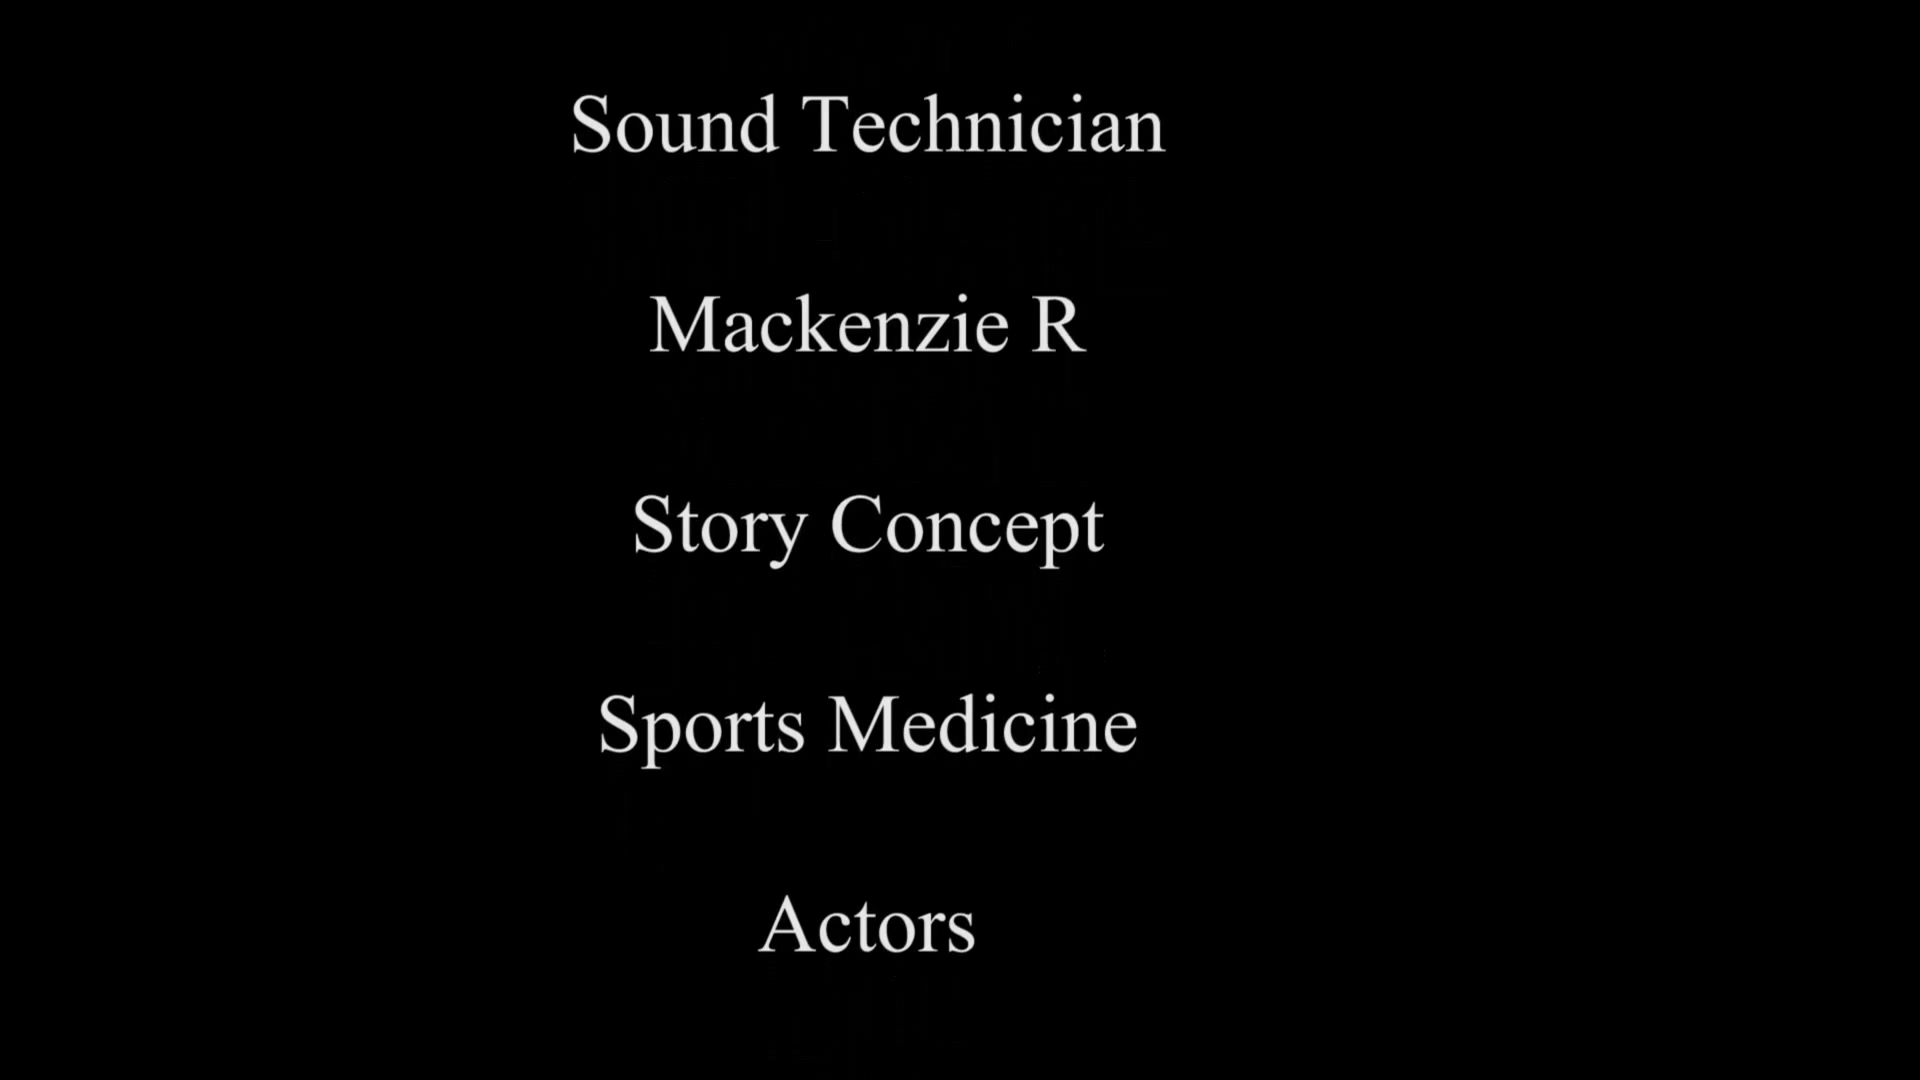 Sound Technician
Mackenzie R
Story Concept
Sports Medicine
Actors